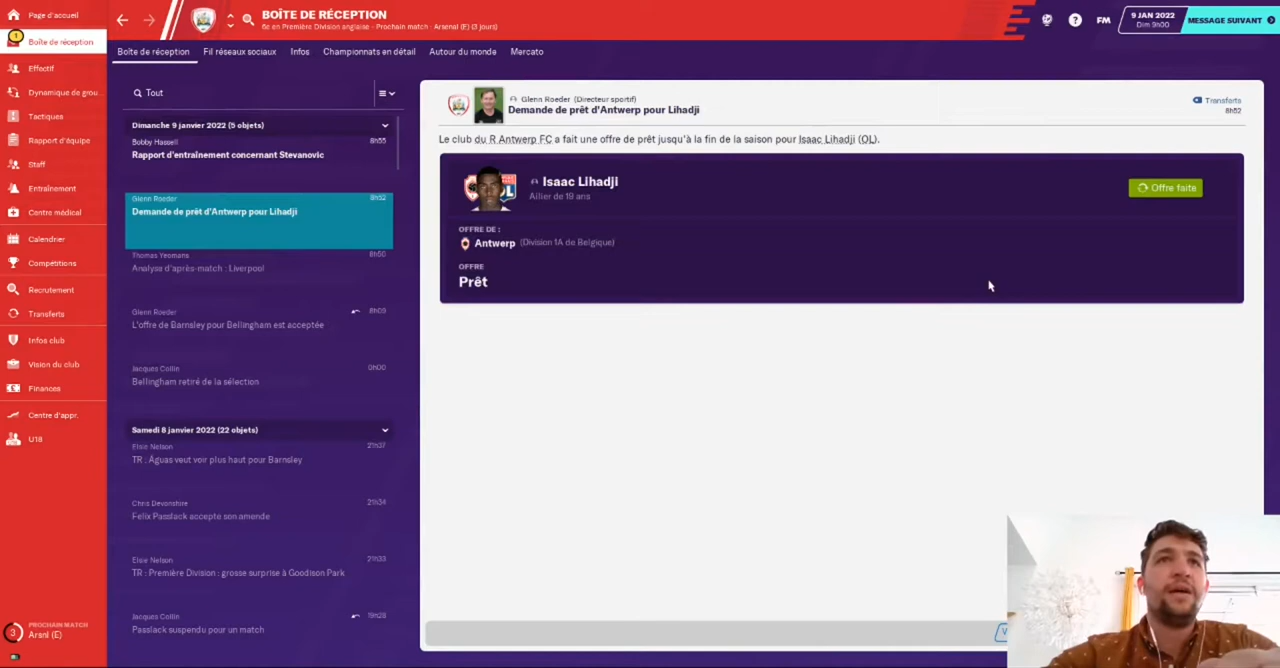 Page d'accueil
BOÎTE DE RÉCEPTION
6e en Première Division anglaise - Prochain match : Arsenal (E) (3 jours)
FM
9 JAN 2022
Dim 9h00
MESSAGE SUIVANT
1
Boîte de réception
Effectif
Dynamique de grou...
Tactiques
Rapport d'équipe
Staff
Entraînement
Centre médical
Calendrier
Compétitions
Recrutement
Transferts
Infos club
Vision du club
Finances
Centre d'appr.
U18
3
PROCHAIN MATCH
Arsnl (E)
Boîte de réception
Fil réseaux sociaux
Infos
Championnats en détail
Autour du monde
Mercato
Tout
Dimanche 9 janvier 2022 (5 objets)
Bobby Hassell
8h55
Rapport d'entraînement concernant Stevanovic
Glenn Roeder
8h52
Demande de prêt d'Antwerp pour Lihadji
Thomas Yeomans
8h50
Analyse d'après-match : Liverpool
Glenn Roeder
8h09
L'offre de Barnsley pour Bellingham est acceptée
Jacques Collin
0h00
Bellingham retiré de la sélection
Samedi 8 janvier 2022 (22 objets)
Elsie Nelson
21h37
TR : Aguas veut voir plus haut pour Barnsley
Chris Devonshire
21h34
Felix Passlack accepte son amende
Elsie Nelson
21h33
TR : Première Division : grosse surprise à Goodison Park
Jacques Collin
19h28
Passlack suspendu pour un match
Glenn Roeder (Directeur sportif)
Demande de prêt d'Antwerp pour Lihadji
Transferts
8h52
Le club du R Antwerp FC a fait une offre de prêt jusqu'à la fin de la saison pour Isaac Lihadji (OL).
Isaac Lihadji
Ailier de 19 ans
Offre faite
OFFRE DE :
Antwerp (Division 1A de Belgique)
OFFRE
Prêt